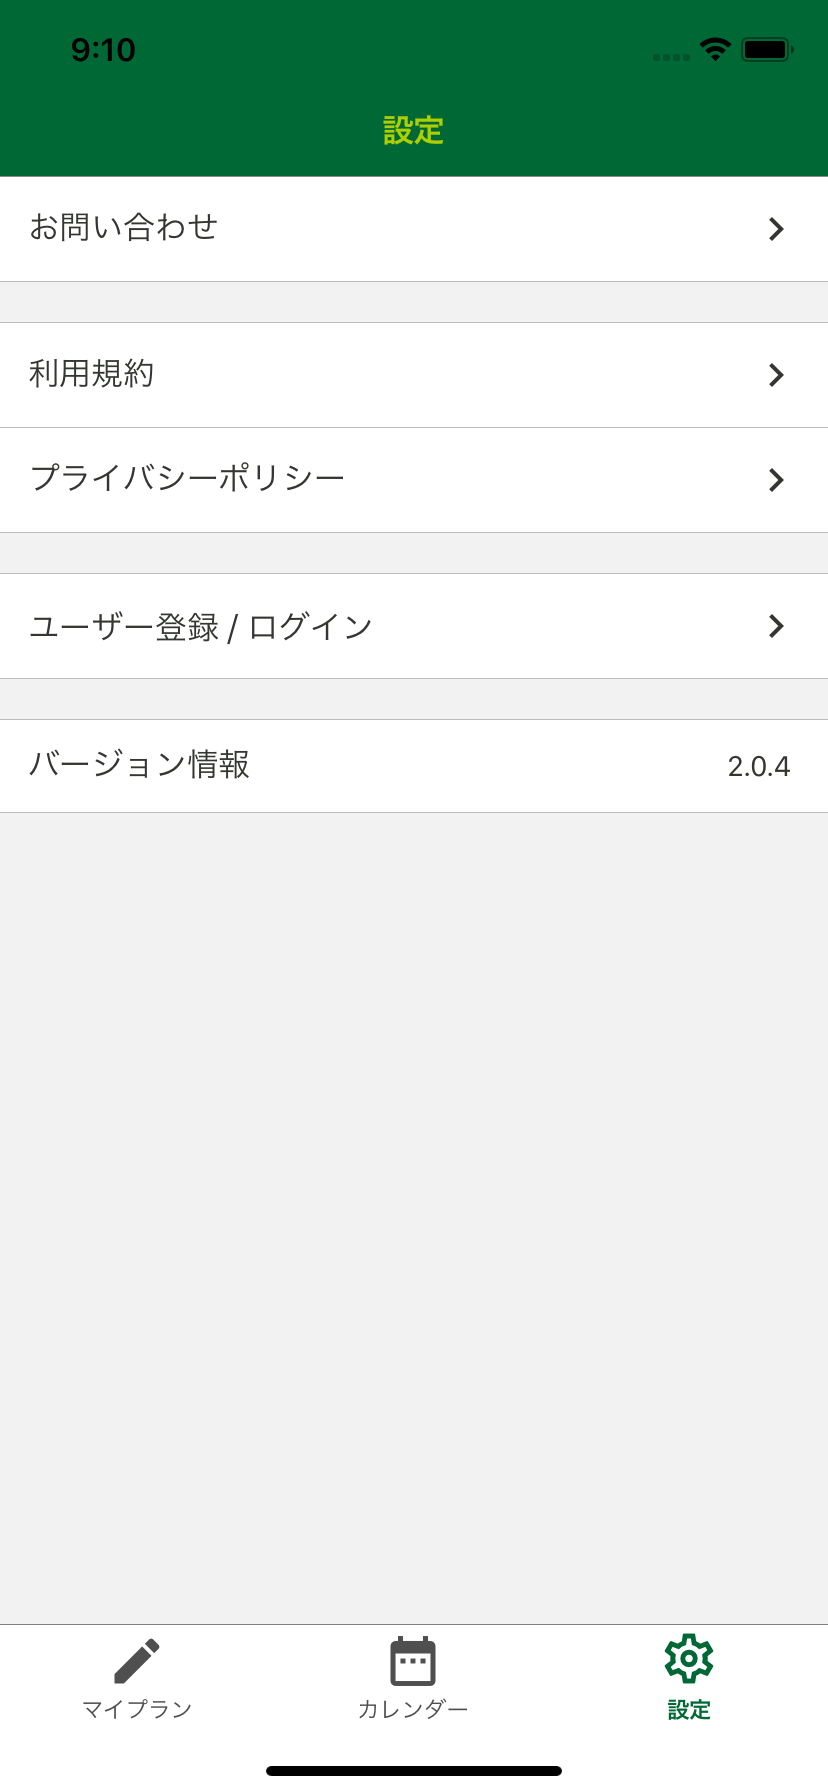 9:10
設定
お問い合わせ
利用規約
プライバシーポリシー
ユーザー登録 / ログイン
バージョン情報 2.0.4
マイプラン カレンダー 設定